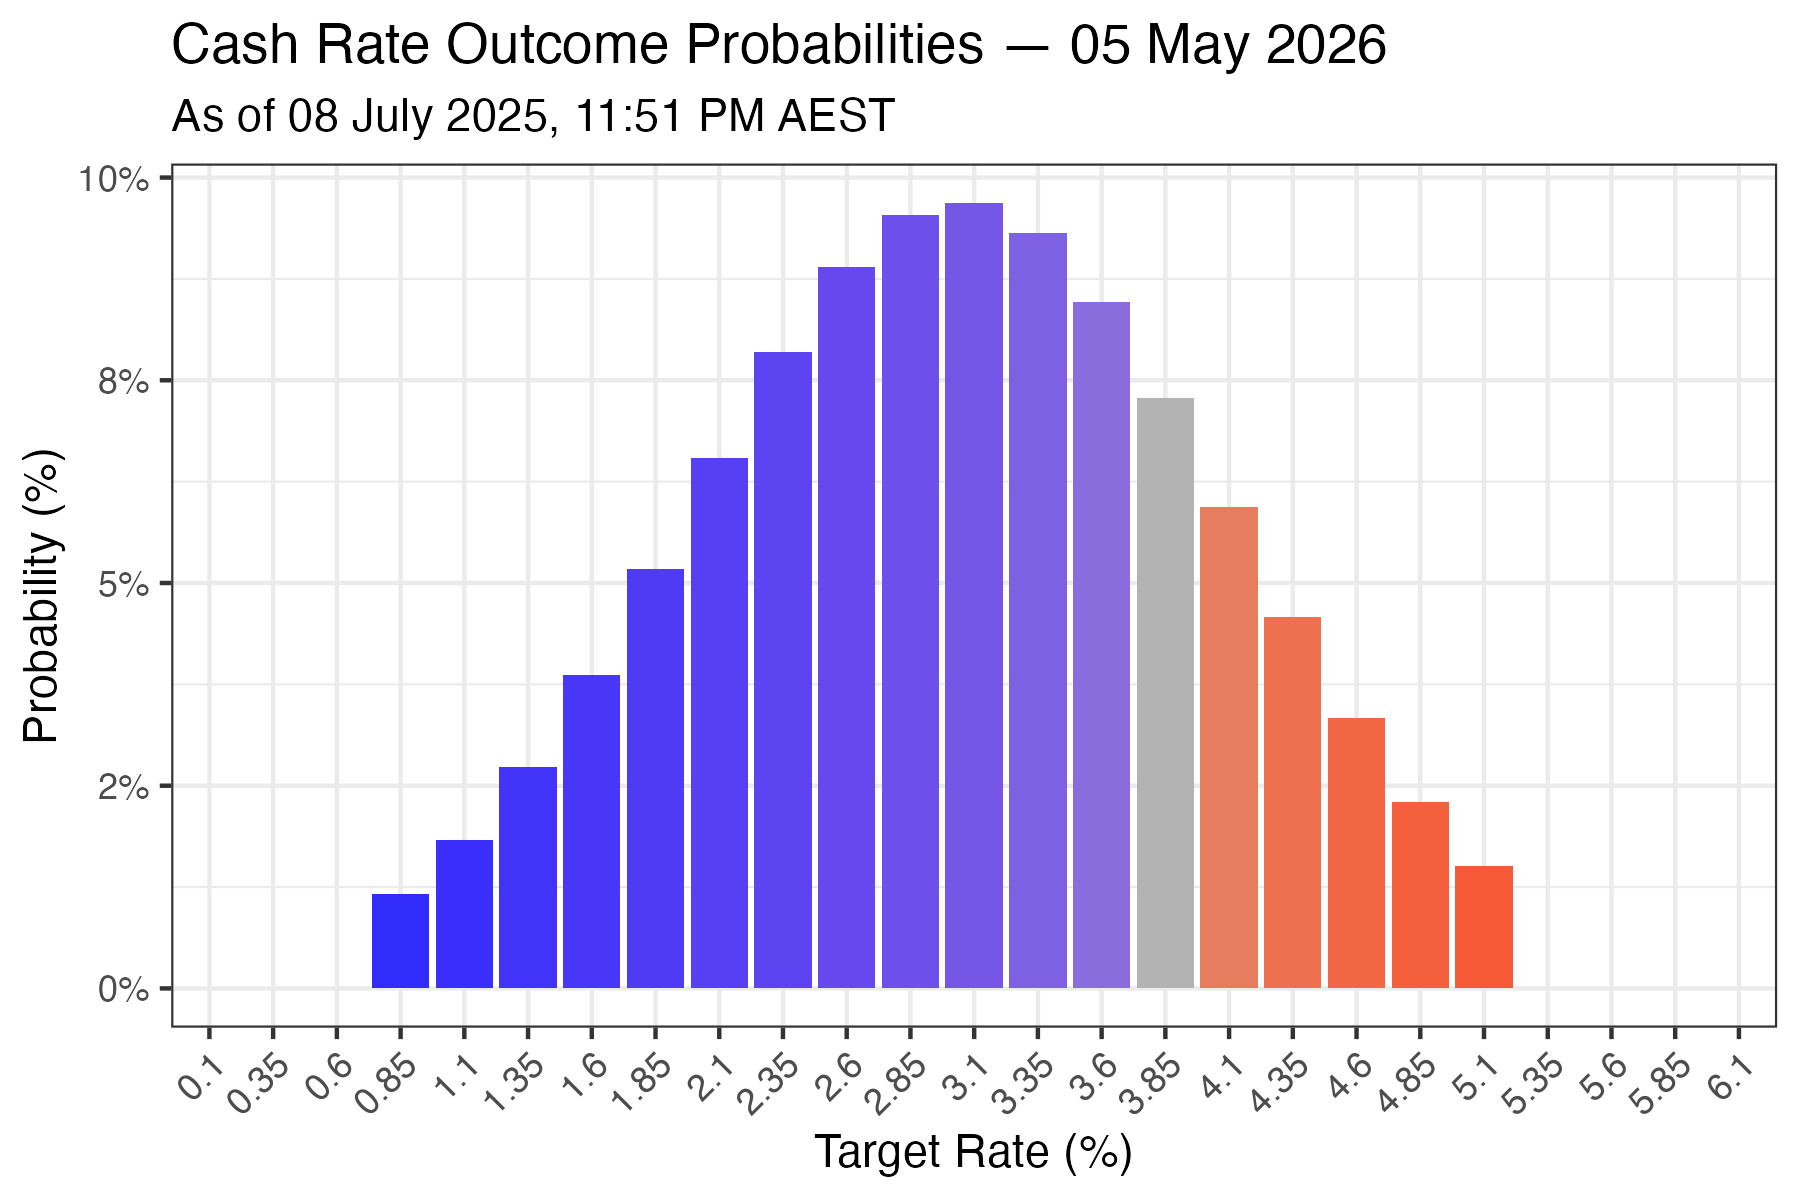 Cash Rate Outcome Probabilities — 05 May 2026
As of 08 July 2025, 11:51 PM AEST
Probability (%)
10%
8%
5%
2%
0%
0.1 0.35 0.6 0.85 1.1 1.35 1.6 1.85 2.1 2.35 2.6 2.85 3.1 3.35 3.6 3.85 4.1 4.35 4.6 4.85 5.1 5.35 5.6 5.85 6.1
Target Rate (%)